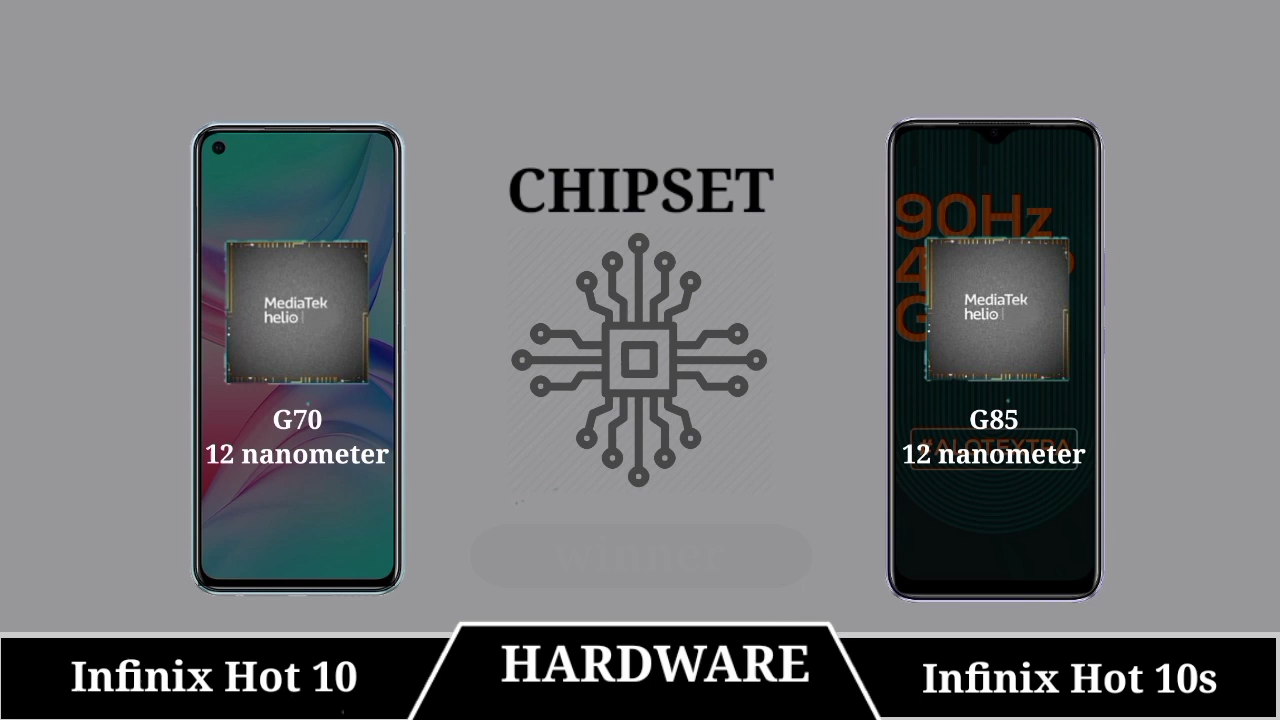 CHIPSET
MediaTek
helio
G70
12 nanometer
90Hz
MediaTek
helio
G85
12 nanometer
winner
Infinix Hot 10
HARDWARE
Infinix Hot 10s